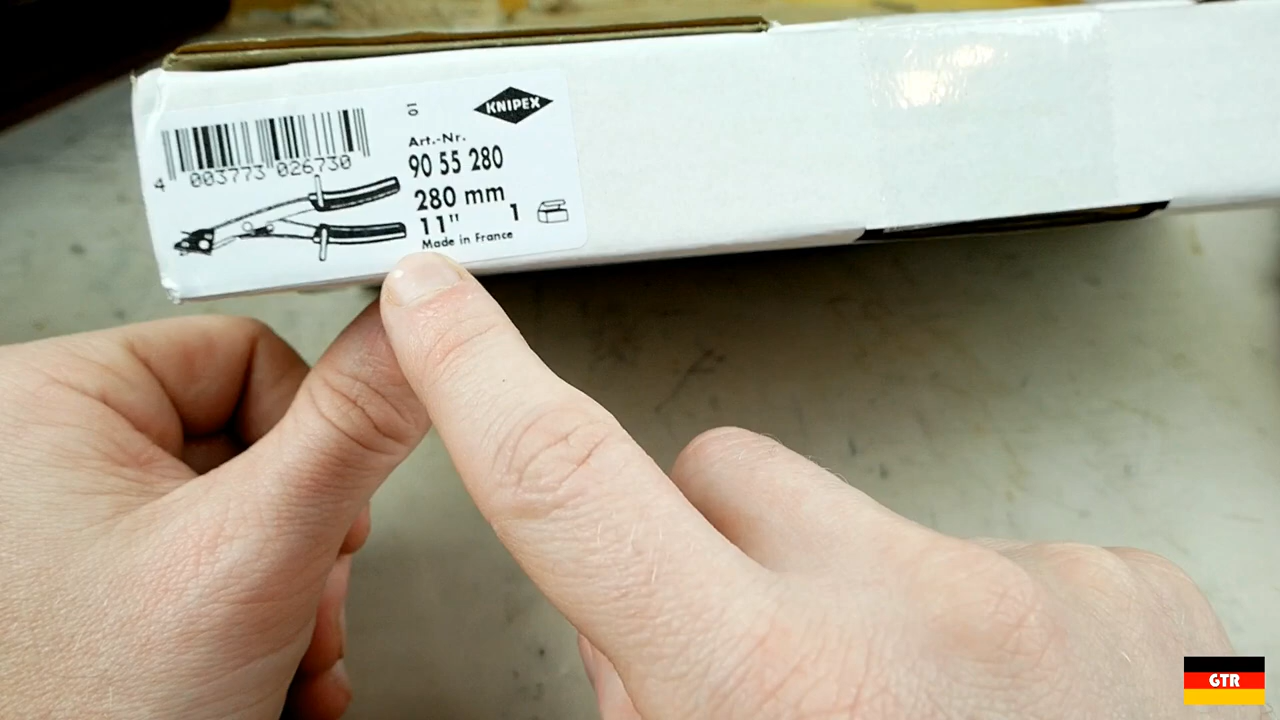 KNIPEX
01
Art.-Nr.
90 55 280
280 mm
11" 1
Made in France
4 003773 026730
GTR